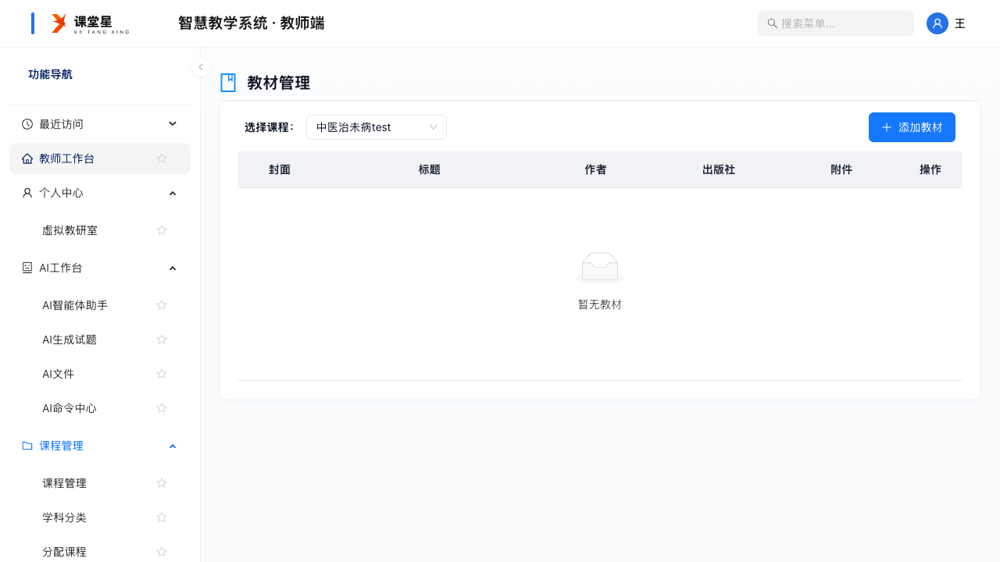 课堂星
KE TANG XING
智慧教学系统 · 教师端
搜索菜单...
王
功能导航
最近访问
教师工作台
个人中心
虚拟教研室
AI工作台
AI智能体助手
AI生成试题
AI文件
AI命令中心
课程管理
课程管理
学科分类
分配课程
教材管理
选择课程：
中医治未病test
添加教材
封面 标题 作者 出版社 附件 操作
暂无教材